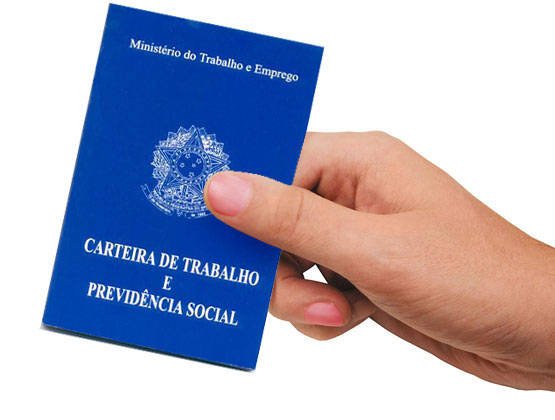 Ministério do Trabalho e Emprego
CARTEIRA DE TRABALHO
E
PREVIDÊNCIA SOCIAL